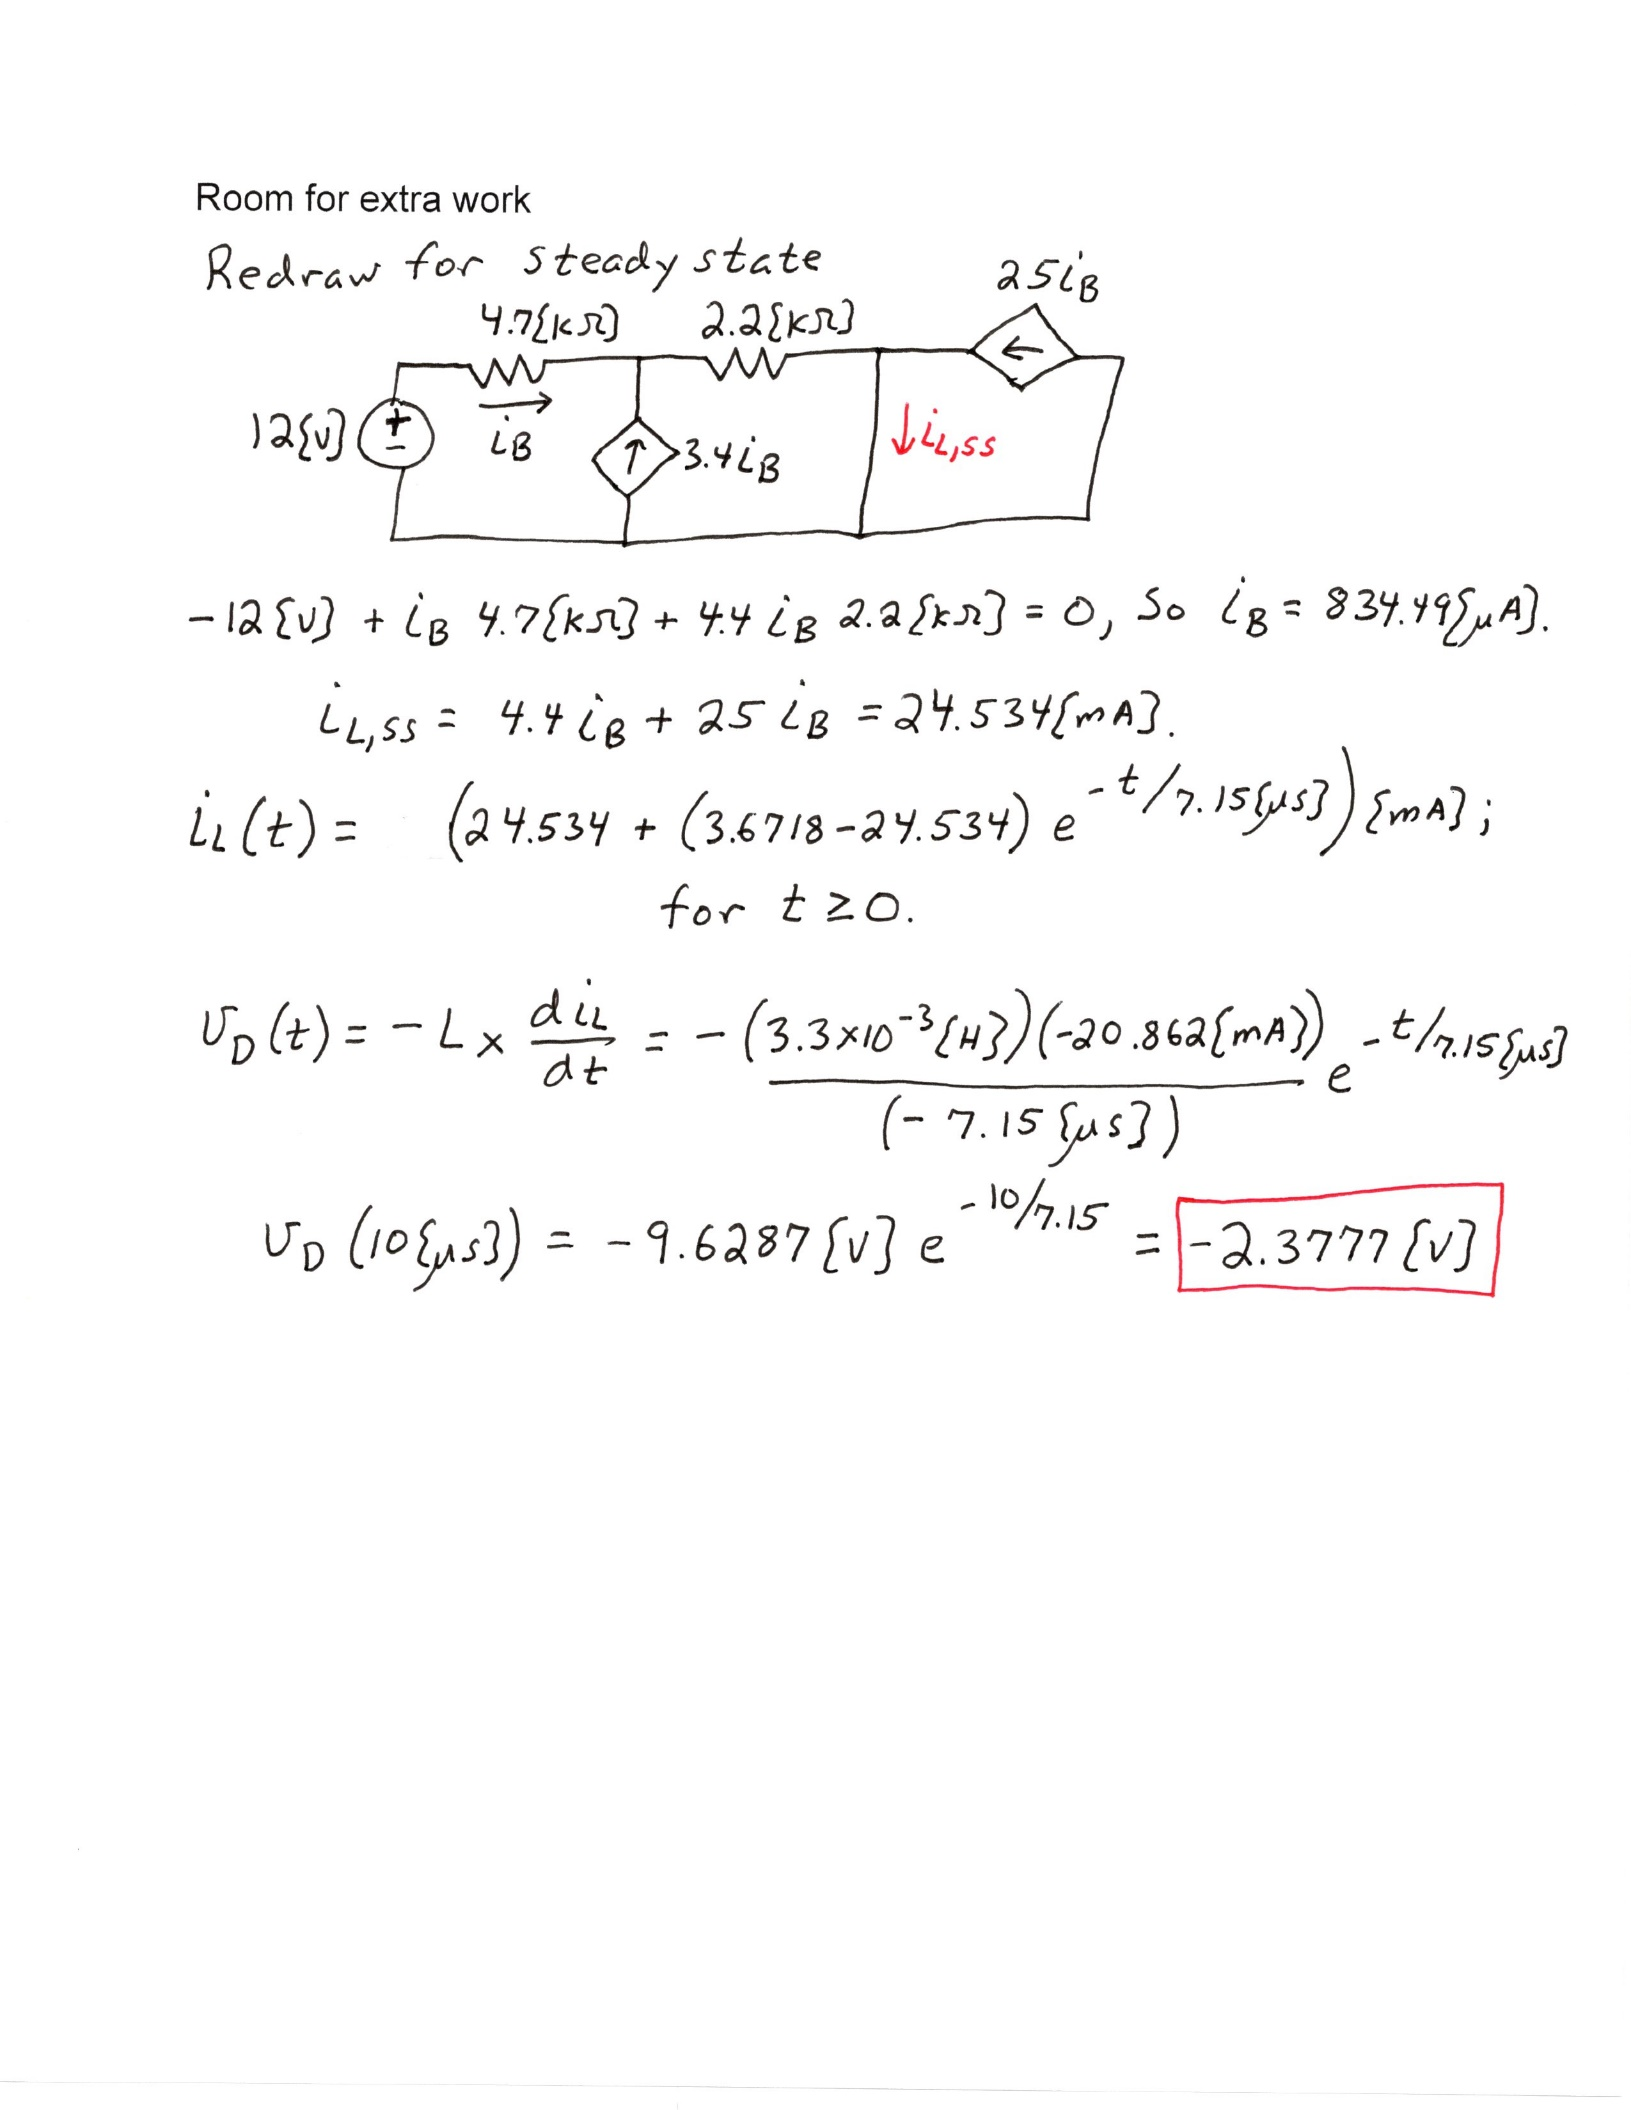 Room for extra work
Redraw for steady state
25iB
4.7{kΩ} 2.2{kΩ}
12{V} + - iB 3.4iB iL,SS
-12{V} + iB 4.7{kΩ} + 4.4 iB 2.2{kΩ} = 0, So iB = 834.49{μA}.
iL,SS = 4.4 iB + 25 iB = 24.534{mA}.
iL(t) = (24.534 + (3.6718-24.534) e^-t/7.15{μs}) {mA};
for t ≥ 0.
vD(t) = - L x diL/dt = - (3.3x10^-3{H})(-20.862{mA}) / (-7.15{μs}) e^-t/7.15{μs}
vD(10{μs}) = -9.6287{V} e^-10/7.15 = -2.3777{V}